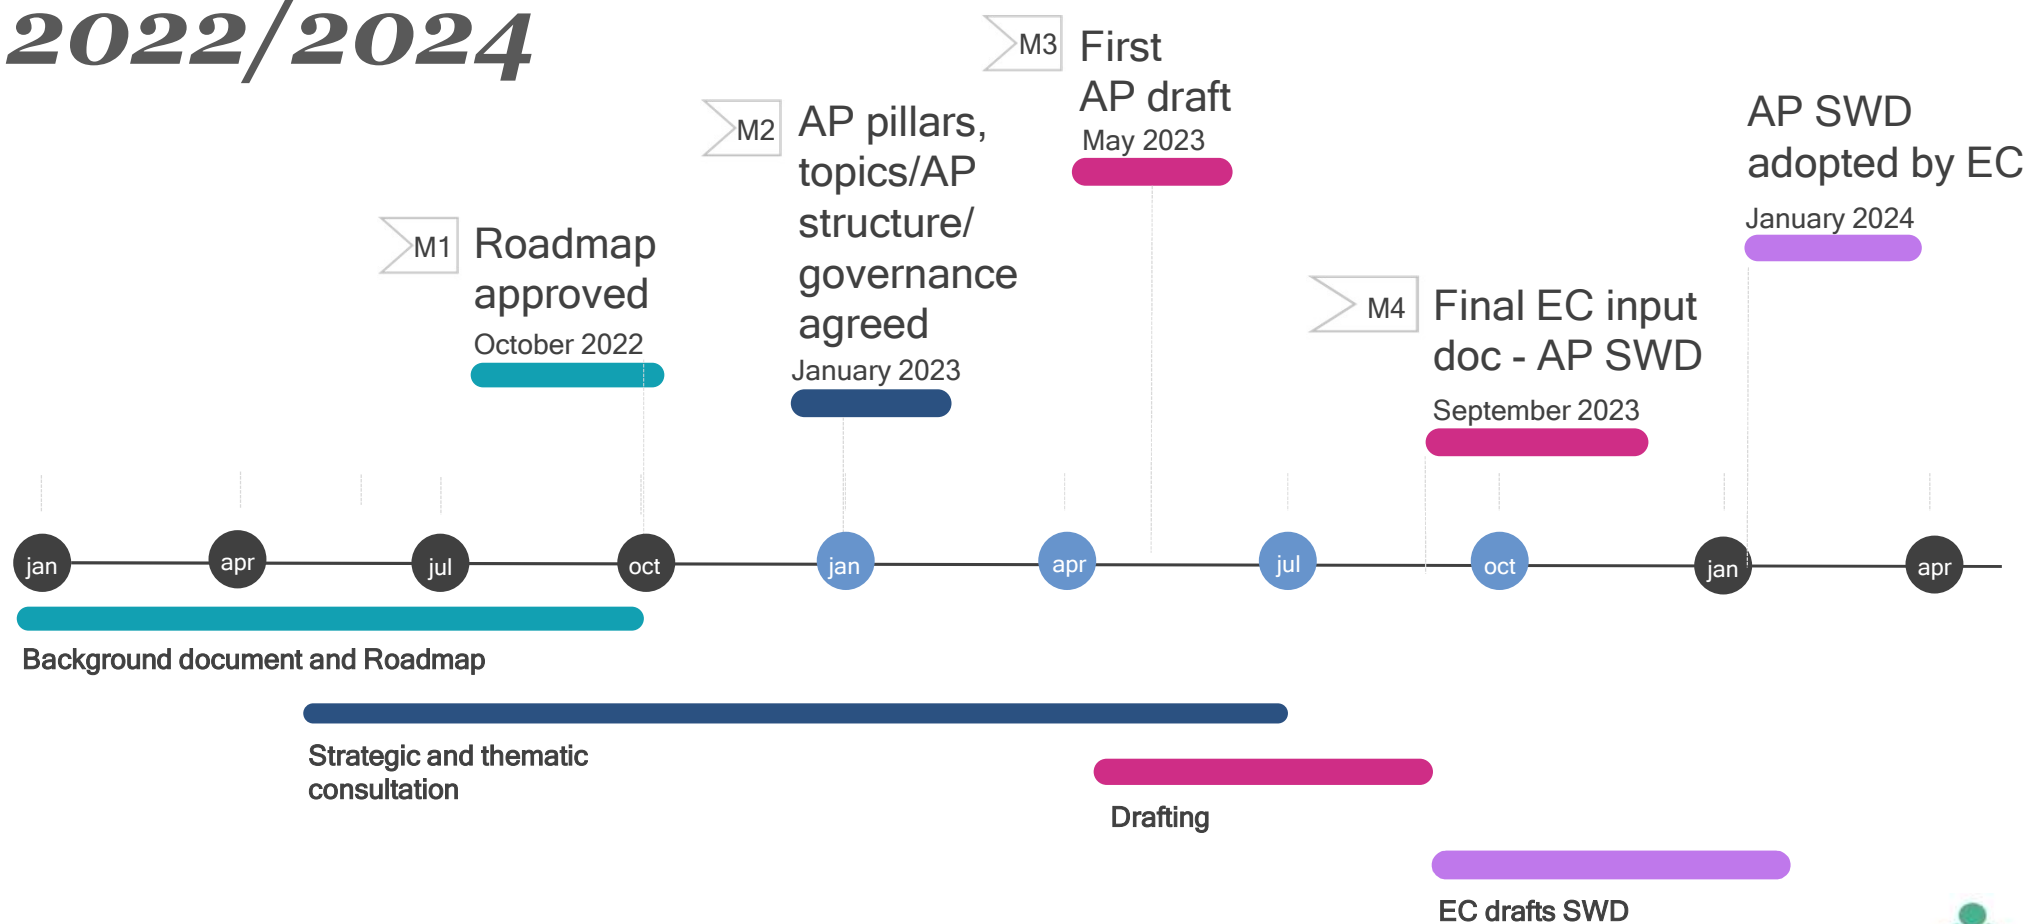 2022/2024
M1
Roadmap
approved
October 2022
M2
AP pillars,
topics/AP
structure/
governance
agreed
January 2023
M3
First
AP draft
May 2023
M4
Final EC input
doc - AP SWD
September 2023
AP SWD
adopted by EC
January 2024
jan
apr
jul
oct
jan
apr
jul
oct
jan
apr
Background document and Roadmap
Strategic and thematic
consultation
Drafting
EC drafts SWD